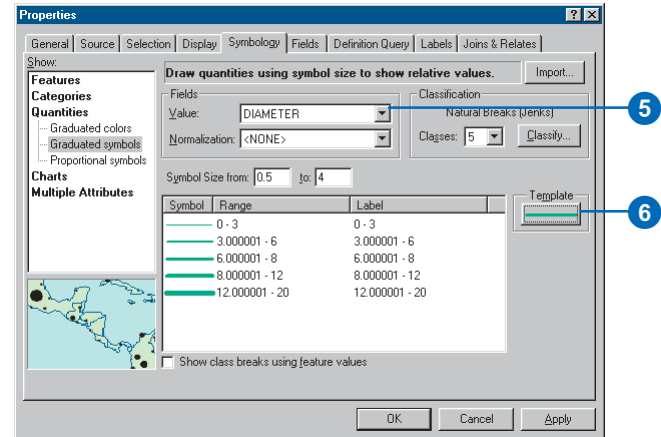 Properties
General Source Selection Display Symbology Fields Definition Query Labels Joins & Relates
Show:
Features
Categories
Quantities
Graduated colors
Graduated symbols
Proportional symbols
Charts
Multiple Attributes
Draw quantities using symbol size to show relative values.
Import...
Fields
Value: DIAMETER
Normalization: <NONE>
Classification
Natural Breaks (Jenks)
Classes: 5 Classify...
5
Symbol Size from: 0.5 to: 4
Symbol Range Label
0 - 3 0 - 3
3.000001 - 6 3.000001 - 6
6.000001 - 8 6.000001 - 8
8.000001 - 12 8.000001 - 12
12.000001 - 20 12.000001 - 20
Template
6
Show class breaks using feature values
OK Cancel Apply